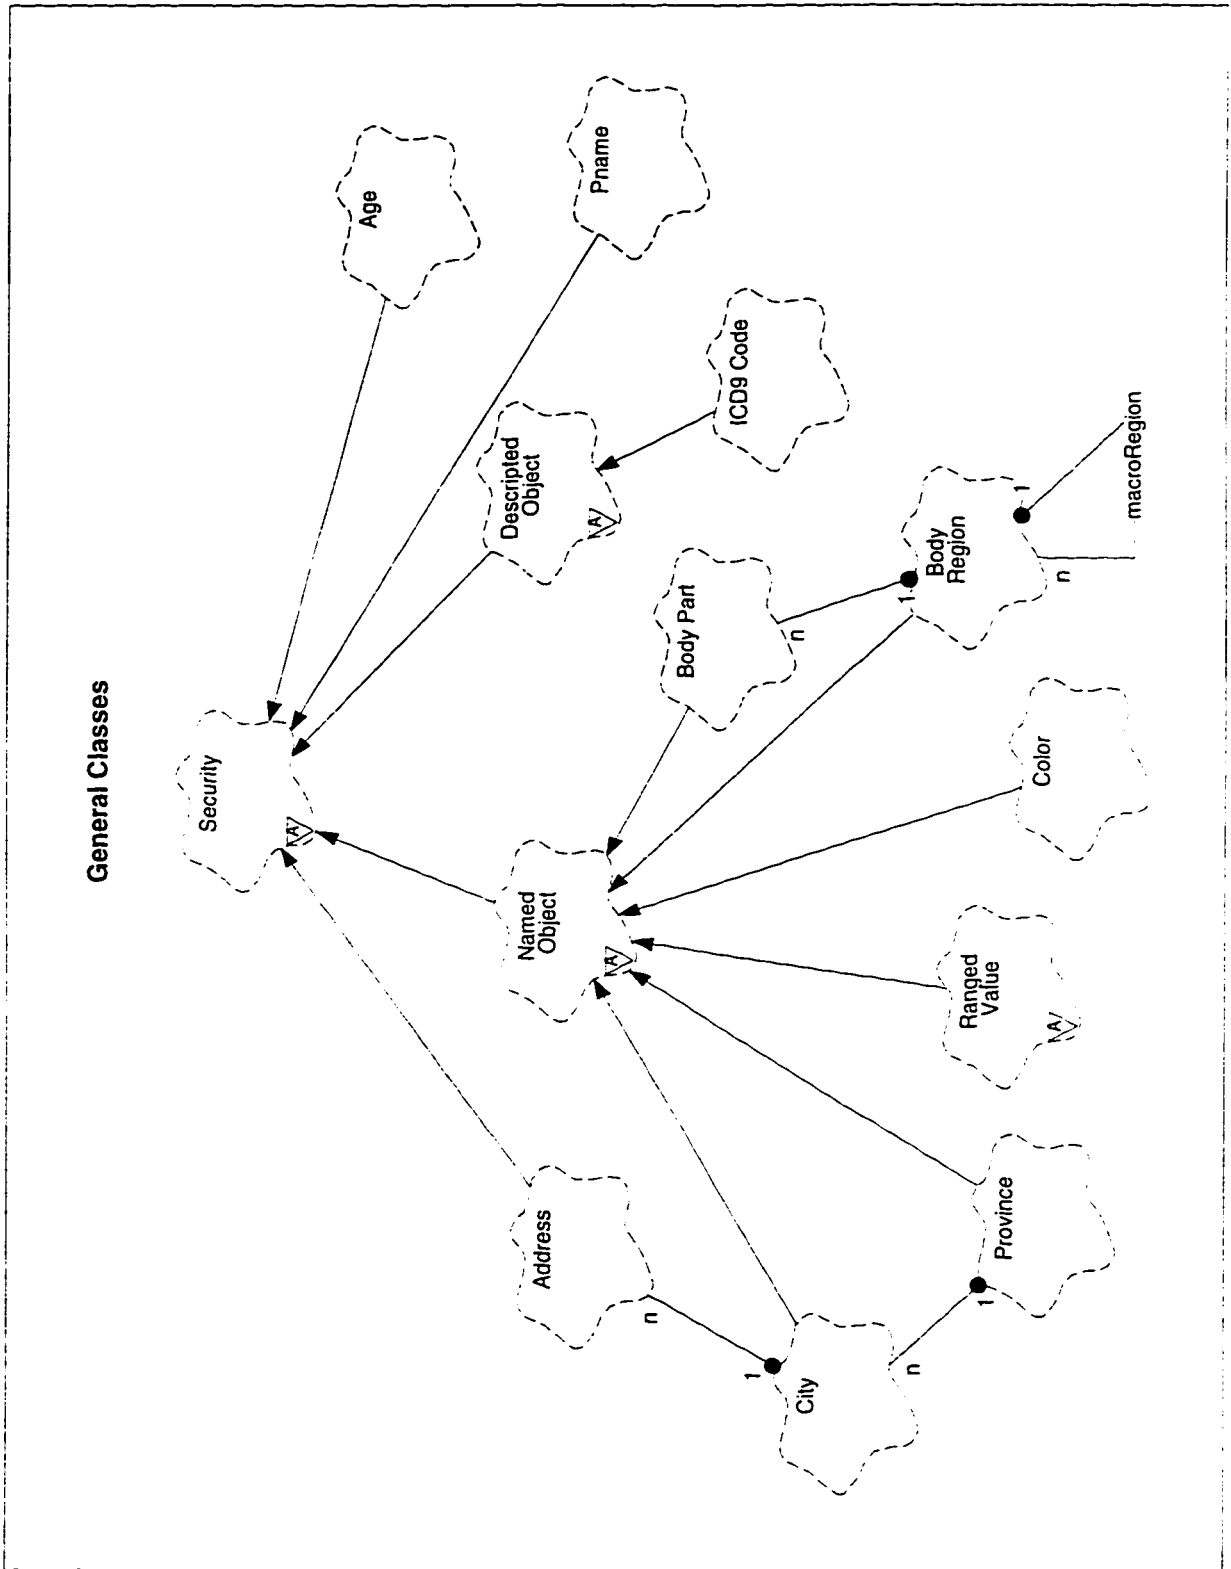 General Classes
Security
A
Age
Address
Named
Object
A
Descripted
Object
A
Pname
n
Body Part
n
ICD9 Code
1
City
n
1
Body
Region
1
n
macroRegion
1
Province
Ranged
Value
A
Color